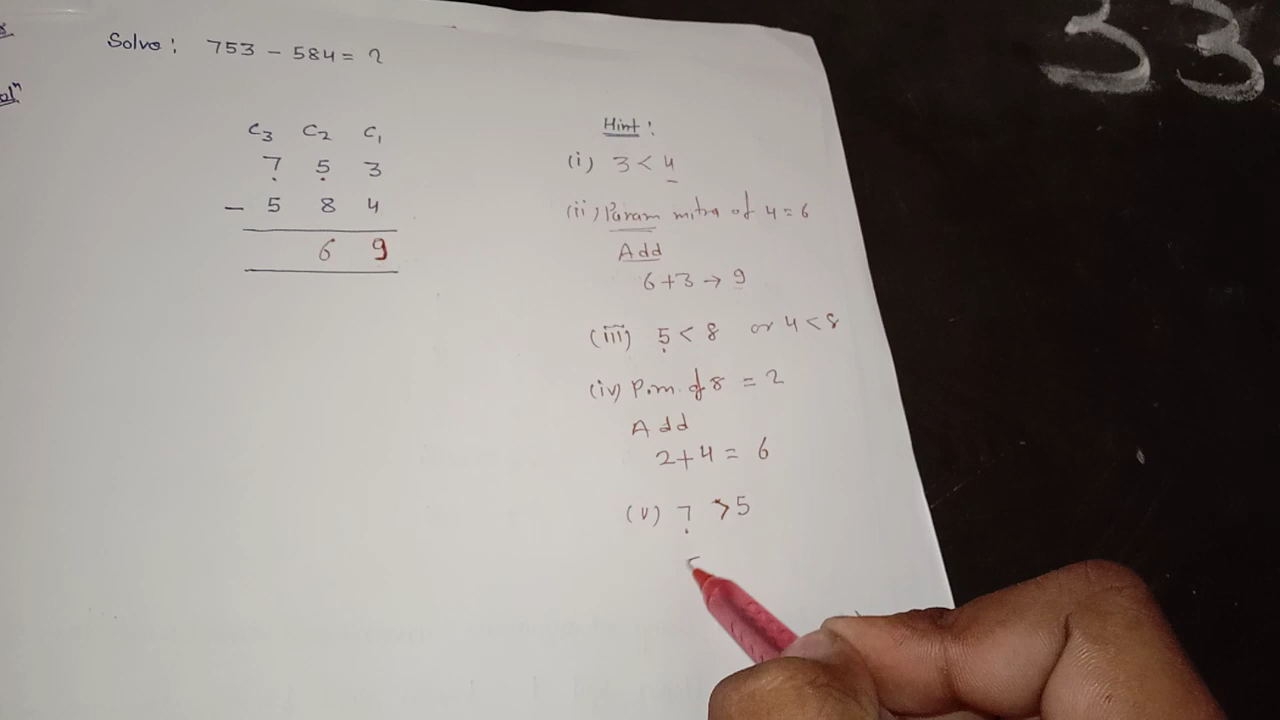 Solve: 753 - 584 = ?
C3 C2 C1
7 5 3
- 5 8 4
6 9
Hint:
(i) 3 < 4
(ii) Param mitra of 4 = 6
Add
6+3 → 9
(iii) 5 < 8 or 4 < 8
(iv) P.m. of 8 = 2
Add
2+4 = 6
(v) 7 > 5
33